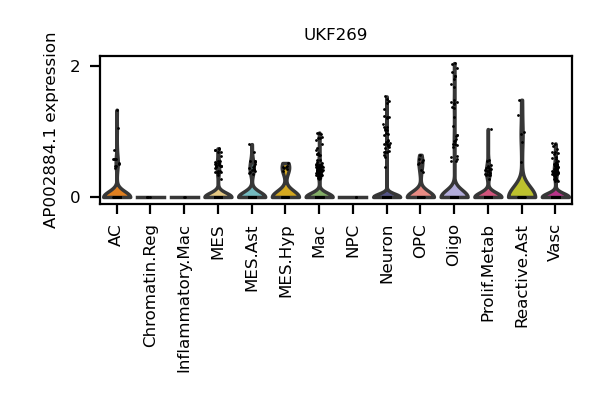 UKF269
AP002884.1 expression
2
0
AC
Chromatin.Reg
Inflammatory.Mac
MES
MES.Ast
MES.Hyp
Mac
NPC
Neuron
OPC
Oligo
Prolif.Metab
Reactive.Ast
Vasc